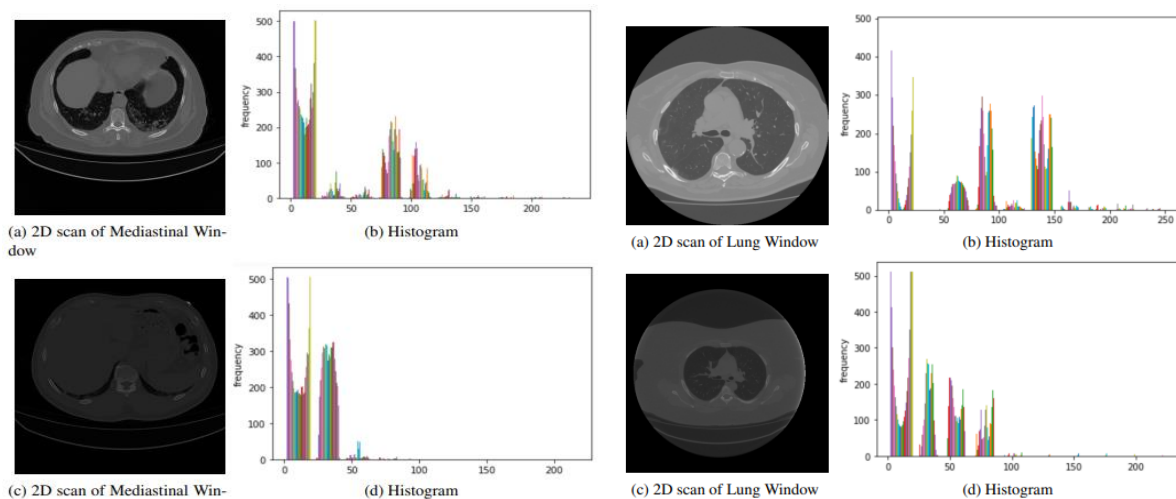 500
400
300
200
100
0
frequency
0 50 100 150 200
(a) 2D scan of Mediastinal Win-
dow
(b) Histogram
500
400
300
200
100
0
frequency
0 50 100 150 200 250
(a) 2D scan of Lung Window
(b) Histogram
500
400
300
200
100
0
frequency
0 50 100 150 200
(c) 2D scan of Mediastinal Win-
(d) Histogram
500
400
300
200
100
0
frequency
0 50 100 150 200
(c) 2D scan of Lung Window
(d) Histogram